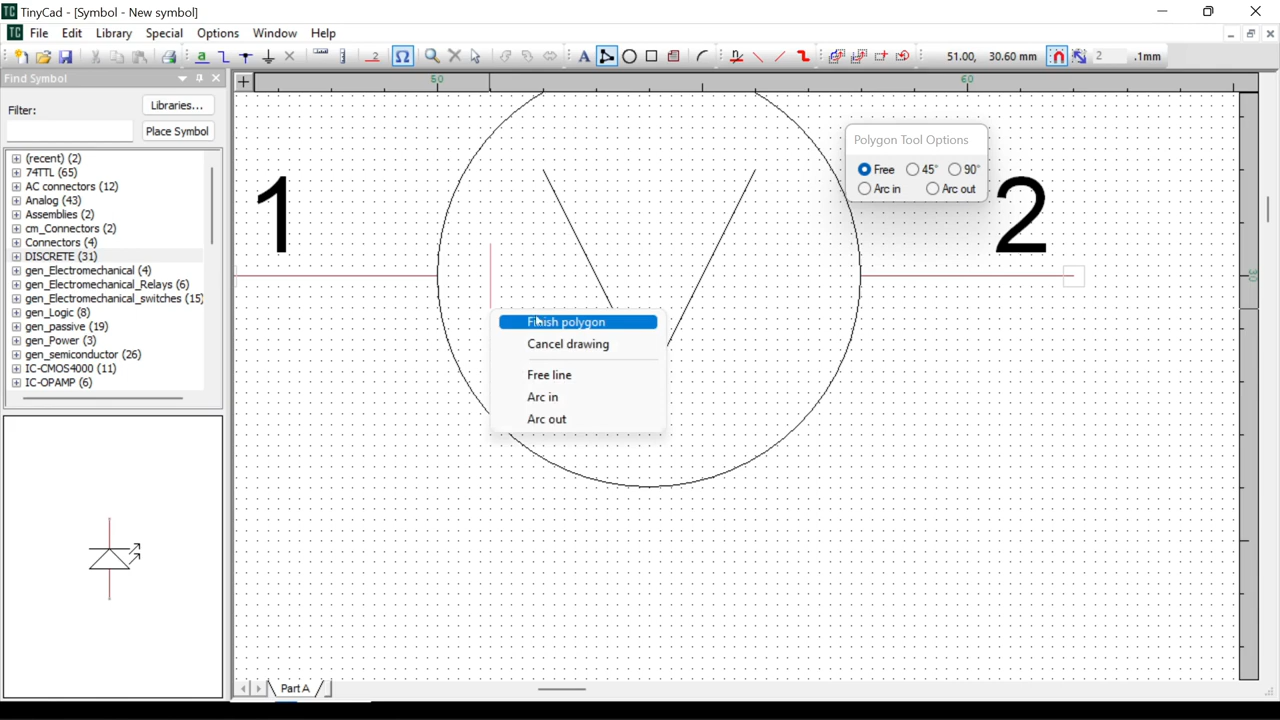 TC TinyCad - [Symbol - New symbol]
TC File Edit Library Special Options Window Help
51.00, 30.60 mm 2 .1mm
Find Symbol
Filter:
Libraries...
Place Symbol
(recent) (2)
74TTL (65)
AC connectors (12)
Analog (43)
Assemblies (2)
cm_Connectors (2)
Connectors (4)
DISCRETE (31)
gen_Electromechanical (4)
gen_Electromechanical_Relays (6)
gen_Electromechanical_switches (15)
gen_Logic (8)
gen_passive (19)
gen_Power (3)
gen_semiconductor (26)
IC-CMOS4000 (11)
IC-OPAMP (6)
50 60
30
1 2
Polygon Tool Options
Free 45° 90°
Arc in Arc out
Finish polygon
Cancel drawing
Free line
Arc in
Arc out
Part A